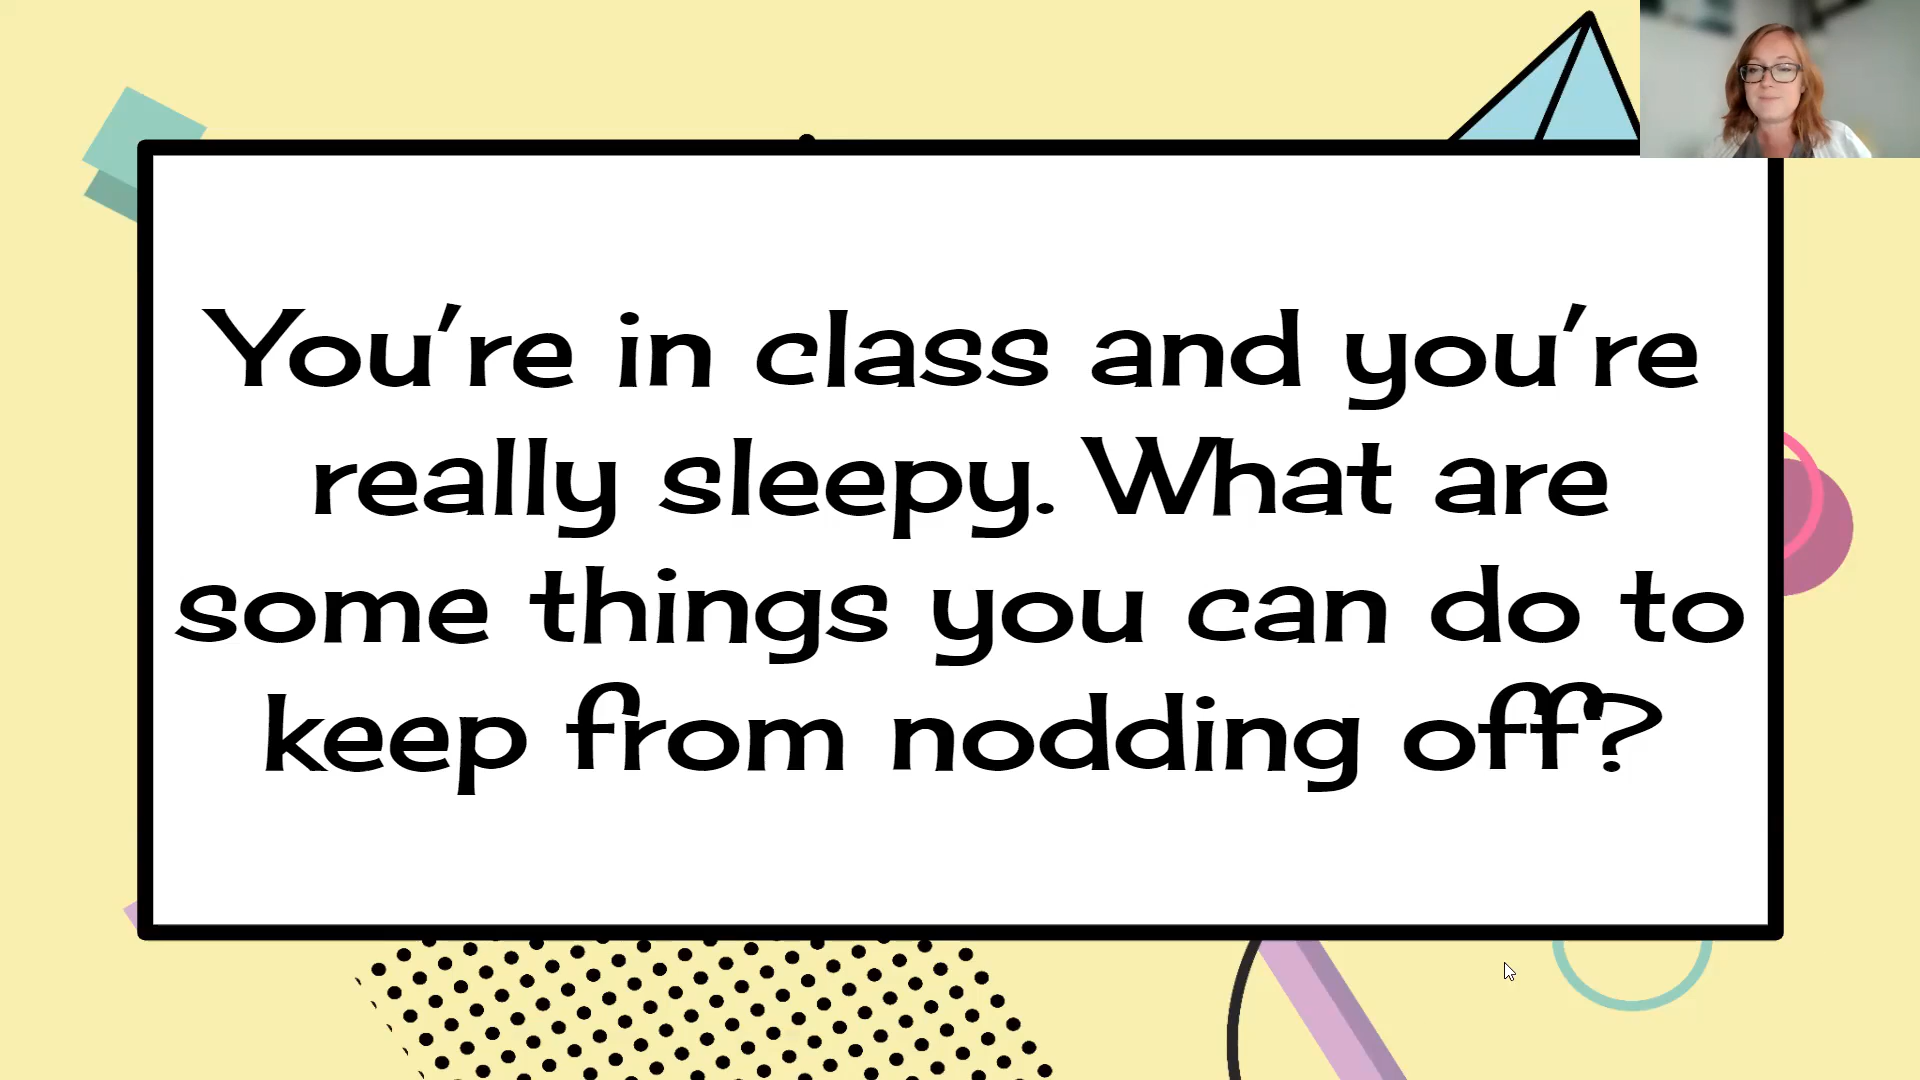 You're in class and you're
really sleepy. What are
some things you can do to
keep from nodding off?